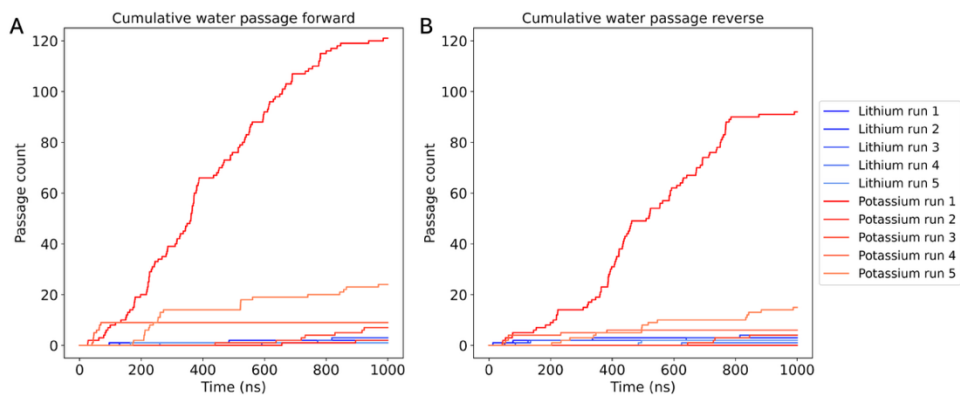 A
Cumulative water passage forward
120
100
80
60
40
20
0
Passage count
0 200 400 600 800 1000
Time (ns)
B
Cumulative water passage reverse
120
100
80
60
40
20
0
Passage count
0 200 400 600 800 1000
Time (ns)
Lithium run 1
Lithium run 2
Lithium run 3
Lithium run 4
Lithium run 5
Potassium run 1
Potassium run 2
Potassium run 3
Potassium run 4
Potassium run 5